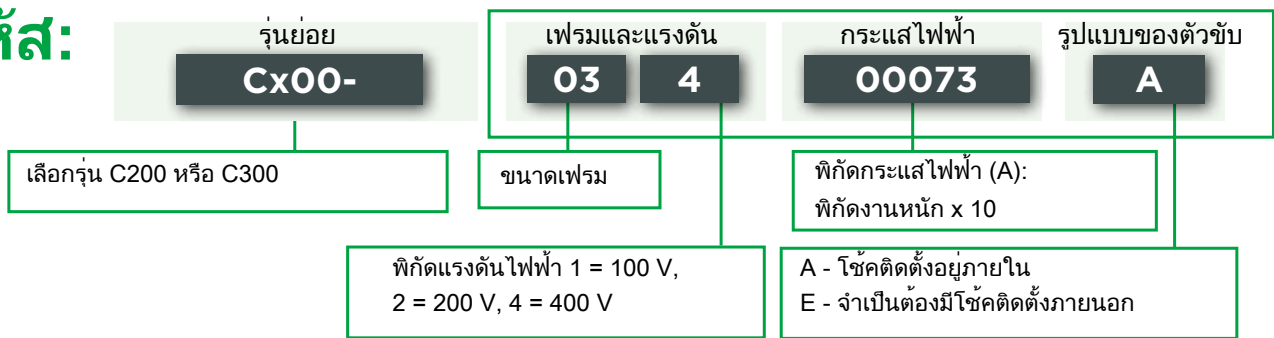 หัส:
รุ่นย่อย
เฟรมและแรงดัน
กระแสไฟฟ้า
รูปแบบของตัวขับ
Cx00-
03
4
00073
A
เลือกรุ่น C200 หรือ C300
ขนาดเฟรม
พิกัดกระแสไฟฟ้า (A):
พิกัดงานหนัก x 10
พิกัดแรงดันไฟฟ้า 1 = 100 V,
2 = 200 V, 4 = 400 V
A - โช้คติดตั้งอยู่ภายใน
E - จำเป็นต้องมีโช้คติดตั้งภายนอก